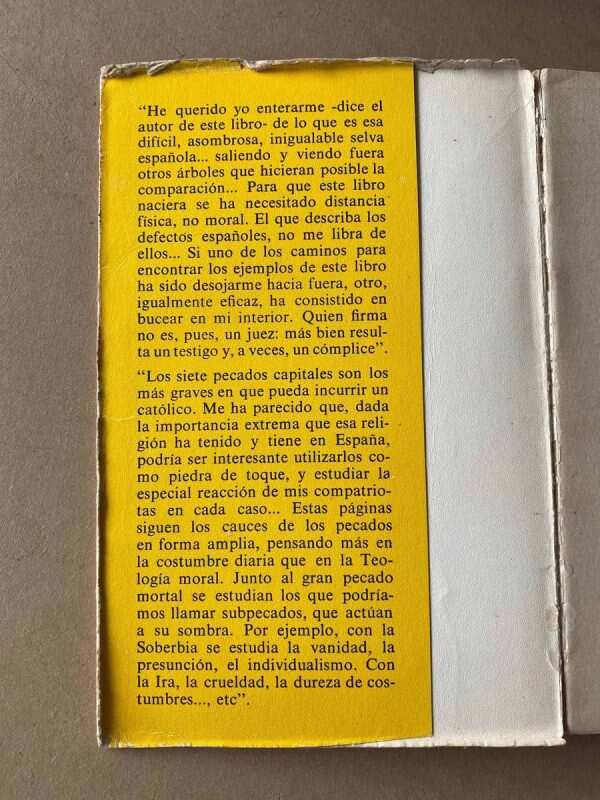 “He querido yo enterarme -dice el
autor de este libro- de lo que es esa
difícil, asombrosa, inigualable selva
española... saliendo y viendo fuera
otros árboles que hicieran posible la
comparación... Para que este libro
naciera se ha necesitado distancia
física, no moral. El que describa los
defectos españoles, no me libra de
ellos... Si uno de los caminos para
encontrar los ejemplos de este libro
ha sido desojarme hacia fuera, otro,
igualmente eficaz, ha consistido en
bucear en mi interior. Quien firma
no es, pues, un juez: más bien resul-
ta un testigo y, a veces, un cómplice”.
“Los siete pecados capitales son los
más graves en que pueda incurrir un
católico. Me ha parecido que, dada
la importancia extrema que esa reli-
gión ha tenido y tiene en España,
podría ser interesante utilizarlos co-
mo piedra de toque, y estudiar la
especial reacción de mis compatrio-
tas en cada caso... Estas páginas
siguen los cauces de los pecados
en forma amplia, pensando más en
la costumbre diaria que en la Teo-
logía moral. Junto al gran pecado
mortal se estudian los que podría-
mos llamar subpecados, que actúan
a su sombra. Por ejemplo, con la
Soberbia se estudia la vanidad, la
presunción, el individualismo. Con
la Ira, la crueldad, la dureza de cos-
tumbres..., etc”.